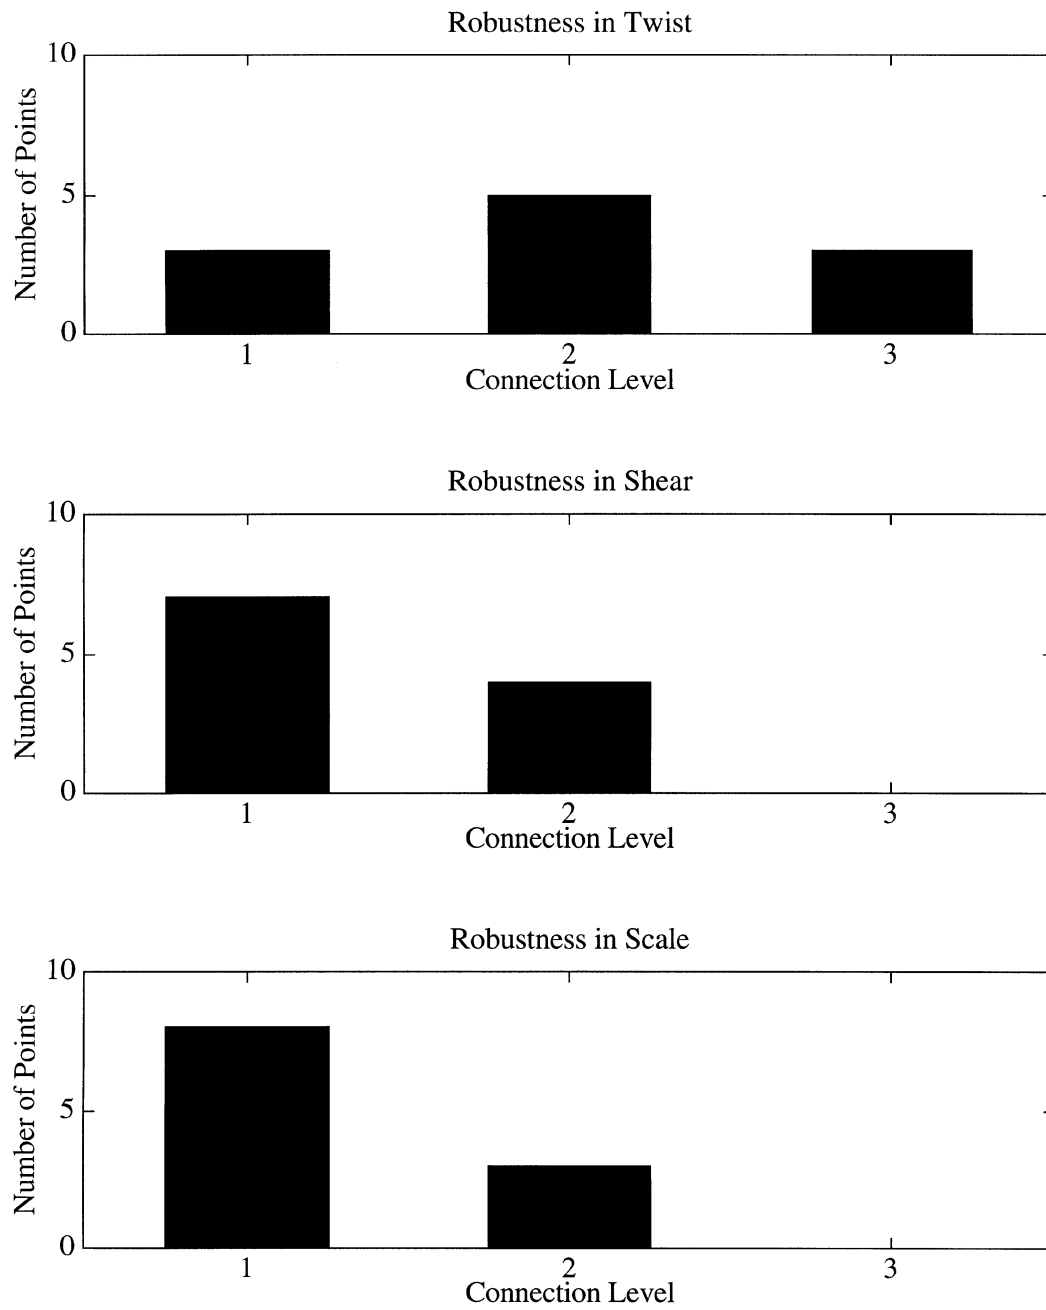 Robustness in Twist
10
5
0
Number of Points
1 2 3
Connection Level
Robustness in Shear
10
5
0
Number of Points
1 2 3
Connection Level
Robustness in Scale
10
5
0
Number of Points
1 2 3
Connection Level